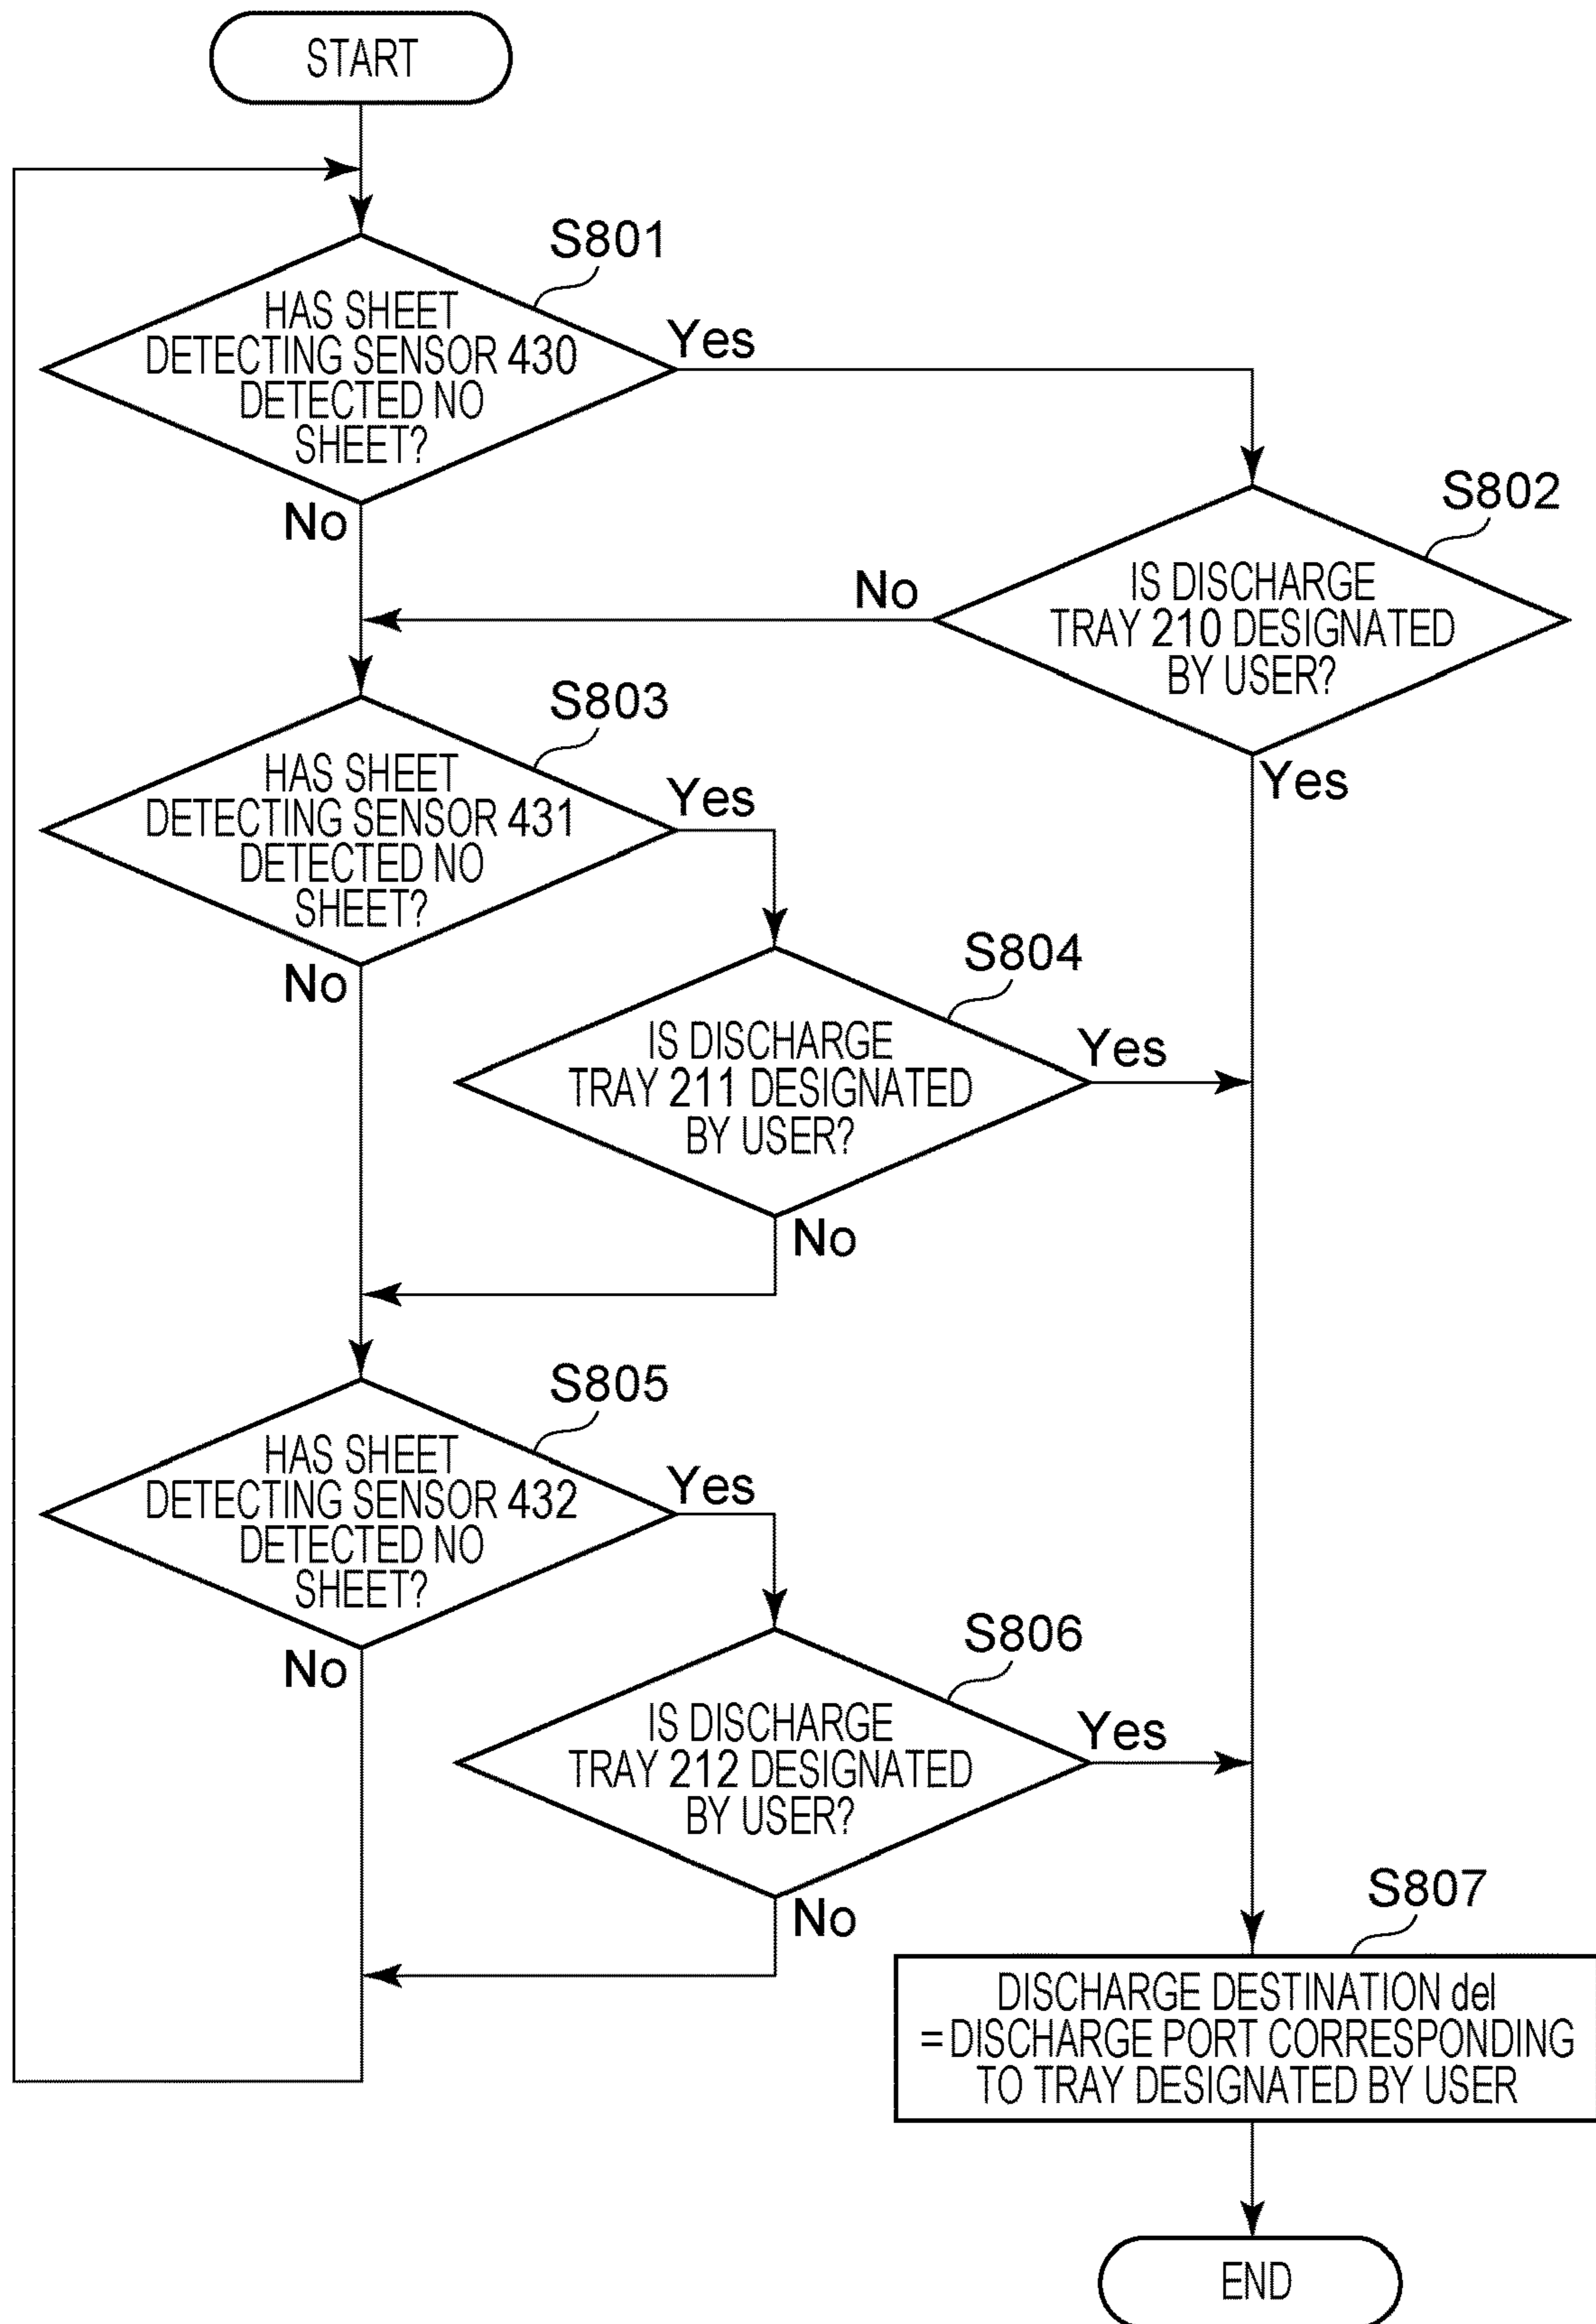 START
S801
HAS SHEET
DETECTING SENSOR 430
DETECTED NO
SHEET?
Yes
No
S802
IS DISCHARGE
TRAY 210 DESIGNATED
BY USER?
No
Yes
S803
HAS SHEET
DETECTING SENSOR 431
DETECTED NO
SHEET?
Yes
No
S804
IS DISCHARGE
TRAY 211 DESIGNATED
BY USER?
Yes
No
S805
HAS SHEET
DETECTING SENSOR 432
DETECTED NO
SHEET?
Yes
No
S806
IS DISCHARGE
TRAY 212 DESIGNATED
BY USER?
Yes
No
S807
DISCHARGE DESTINATION del
=DISCHARGE PORT CORRESPONDING
TO TRAY DESIGNATED BY USER
END